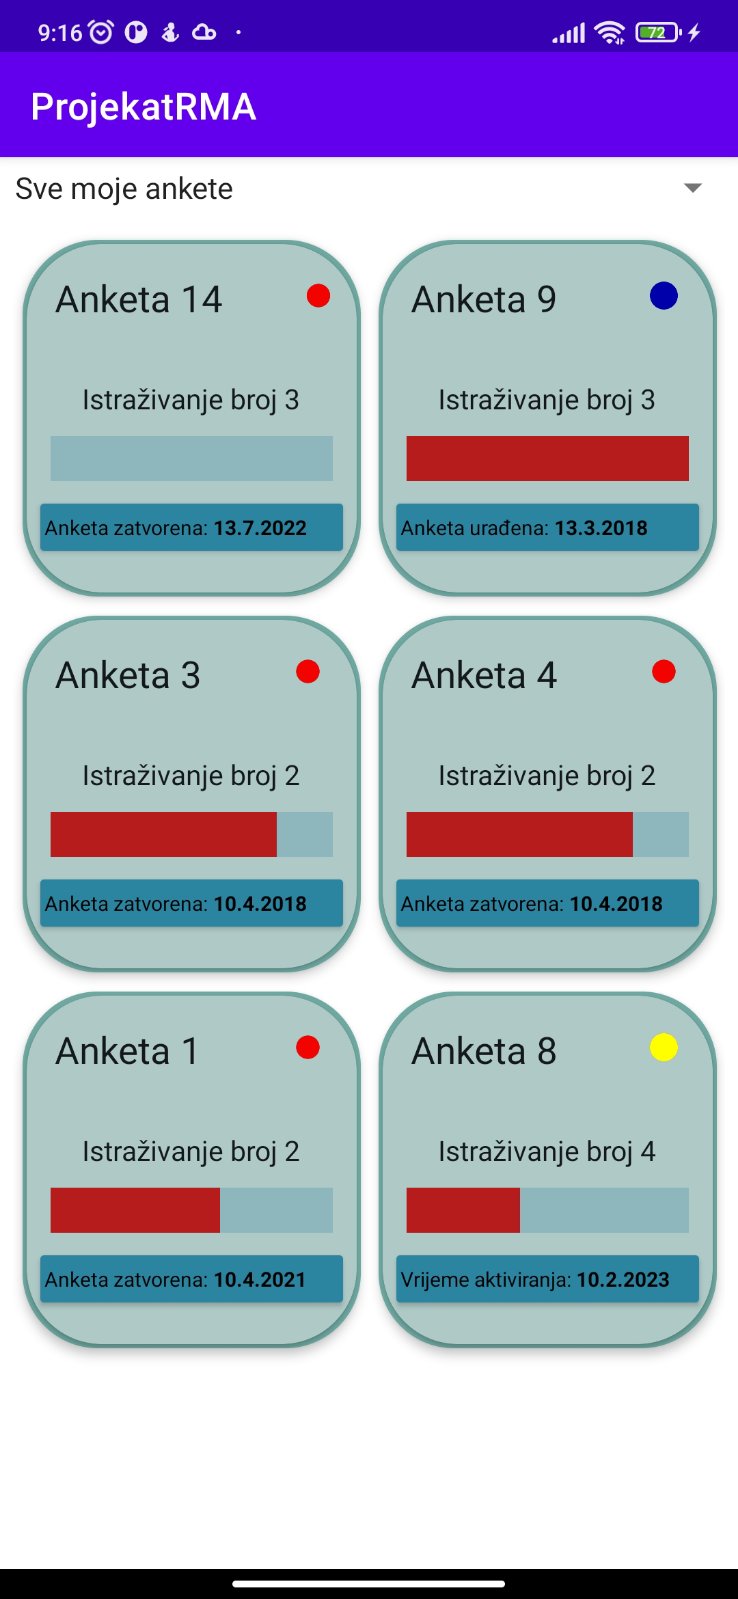 9:16
72
ProjekatRMA
Sve moje ankete
Anketa 14
Istraživanje broj 3
Anketa zatvorena: 13.7.2022
Anketa 9
Istraživanje broj 3
Anketa urađena: 13.3.2018
Anketa 3
Istraživanje broj 2
Anketa zatvorena: 10.4.2018
Anketa 4
Istraživanje broj 2
Anketa zatvorena: 10.4.2018
Anketa 1
Istraživanje broj 2
Anketa zatvorena: 10.4.2021
Anketa 8
Istraživanje broj 4
Vrijeme aktiviranja: 10.2.2023